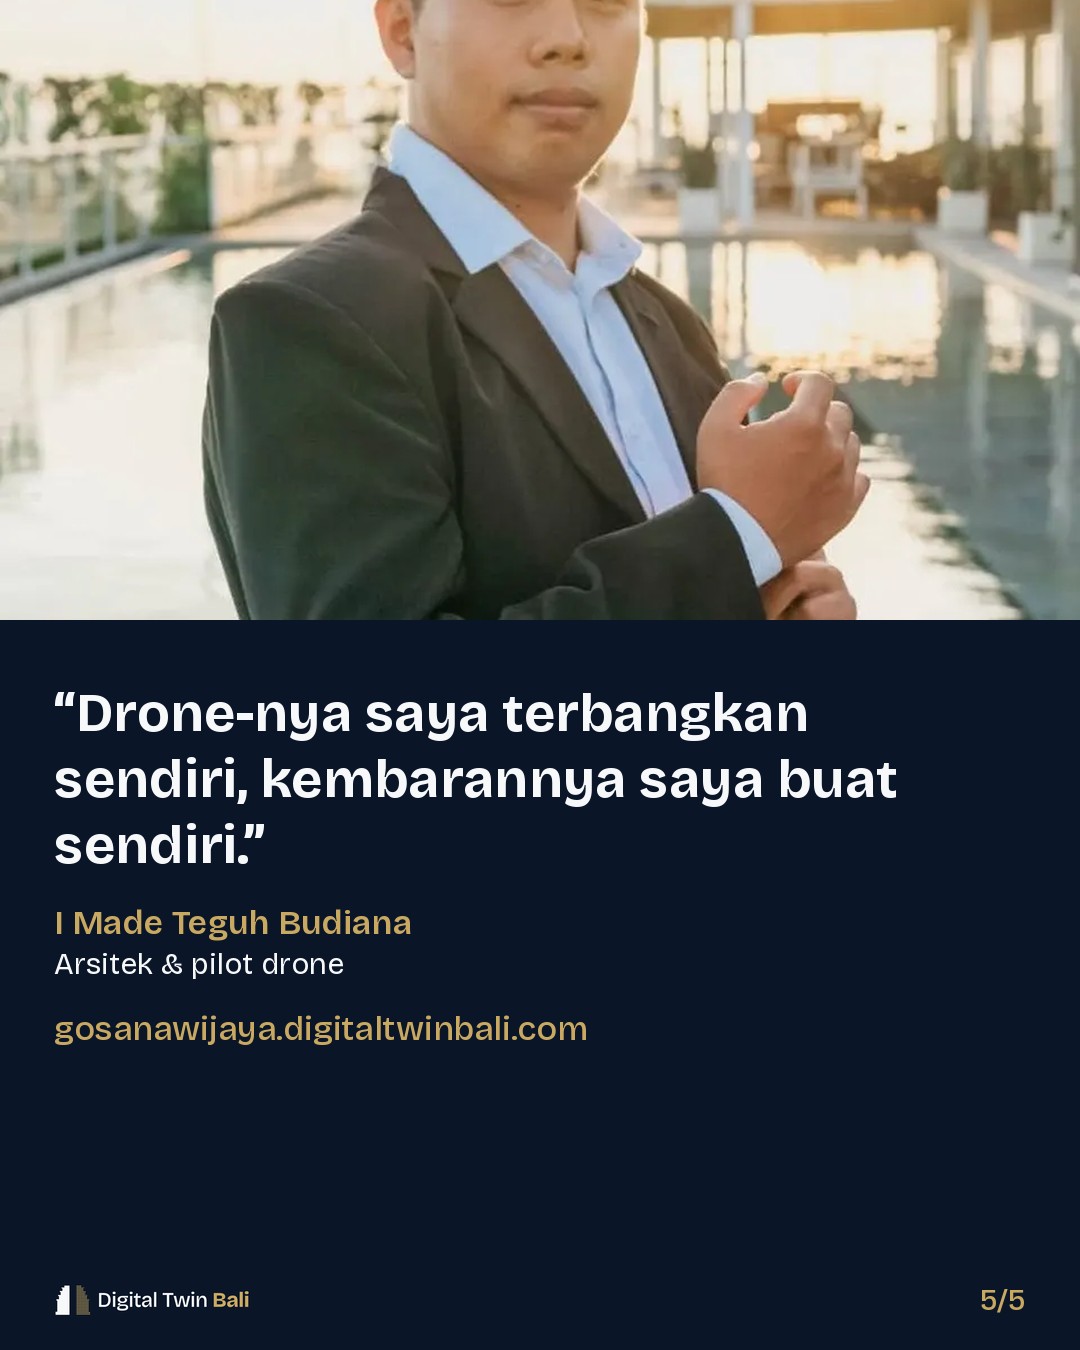 “Drone-nya saya terbangkan
sendiri, kembarannya saya buat
sendiri.”
I Made Teguh Budiana
Arsitek & pilot drone
gosanawijaya.digitaltwinbali.com
Digital Twin Bali
5/5